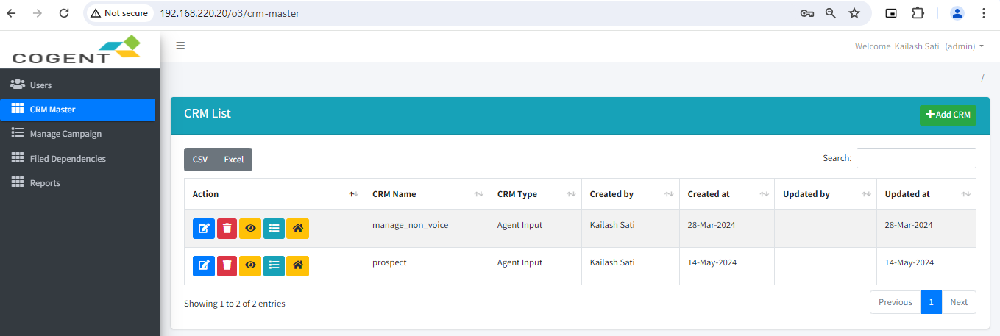 Not secure 192.168.220.20/o3/crm-master
COGENT
Welcome Kailash Sati (admin)
/
Users
CRM Master
Manage Campaign
Filed Dependencies
Reports
CRM List
Add CRM
CSV Excel
Search:
Action CRM Name CRM Type Created by Created at Updated by Updated at
manage_non_voice Agent Input Kailash Sati 28-Mar-2024 28-Mar-2024
prospect Agent Input Kailash Sati 14-May-2024 14-May-2024
Showing 1 to 2 of 2 entries
Previous 1 Next